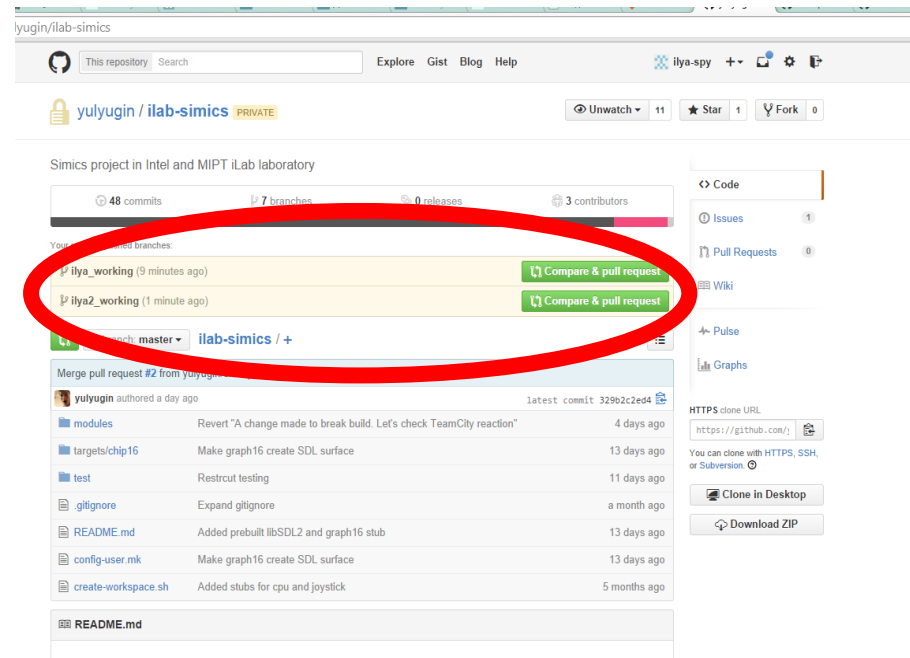 lyugin/ilab-simics
This repository Search Explore Gist Blog Help ilya-spy
yulyugin / ilab-simics PRIVATE Unwatch 11 Star 1 Fork 0
Simics project in Intel and MIPT iLab laboratory
48 commits 7 branches 0 releases 3 contributors
<> Code
Issues 1
Pull Requests 0
Wiki
Pulse
Graphs
HTTPS clone URL
https://github.com/
You can clone with HTTPS, SSH,
or Subversion.
Clone in Desktop
Download ZIP
Your branches:
ilya_working (9 minutes ago) Compare & pull request
ilya2_working (1 minute ago) Compare & pull request
master ilab-simics / +
Merge pull request #2 from
yulyugin authored a day ago latest commit 329b2c2ed4
modules Revert "A change made to break build. Let's check TeamCity reaction" 4 days ago
targets/chip16 Make graph16 create SDL surface 13 days ago
test Restrcut testing 11 days ago
.gitignore Expand gitignore a month ago
README.md Added prebuilt libSDL2 and graph16 stub 13 days ago
config-user.mk Make graph16 create SDL surface 13 days ago
create-workspace.sh Added stubs for cpu and joystick 5 months ago
README.md